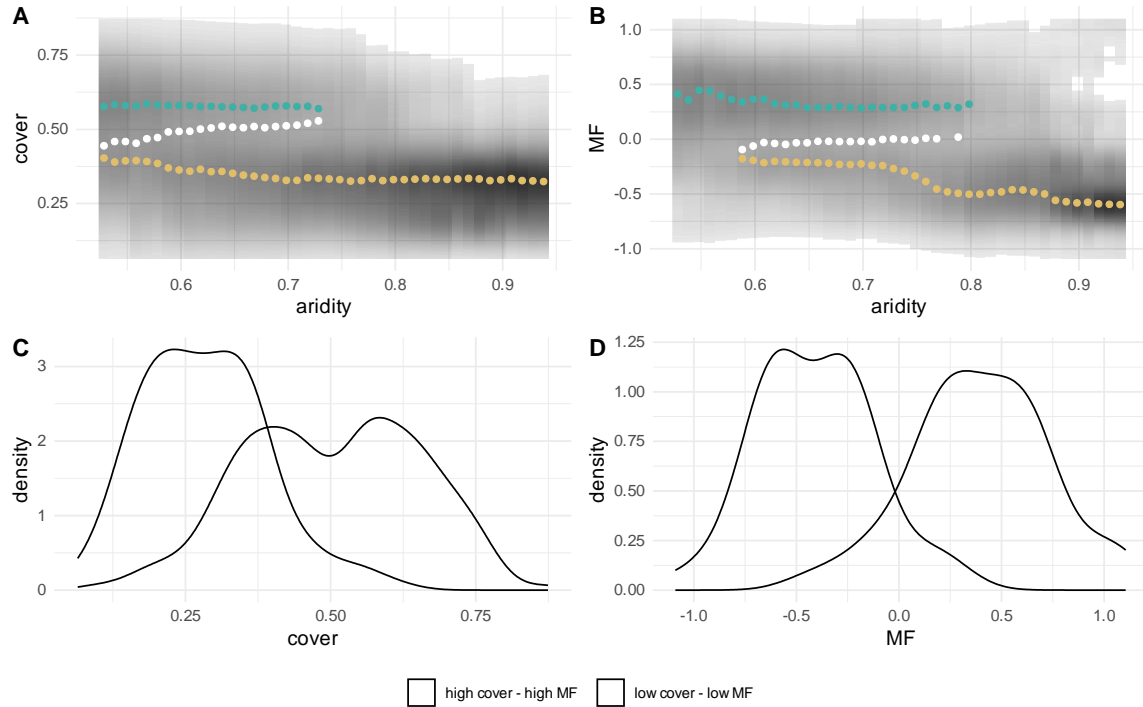 A
0.75
0.50
0.25
cover
0.6 0.7 0.8 0.9
aridity
B
1.0
0.5
0.0
-0.5
-1.0
MF
0.6 0.7 0.8 0.9
aridity
C
3
2
1
0
density
0.25 0.50 0.75
cover
D
1.25
1.00
0.75
0.50
0.25
0.00
density
-1.0 -0.5 0.0 0.5 1.0
MF
high cover - high MF low cover - low MF